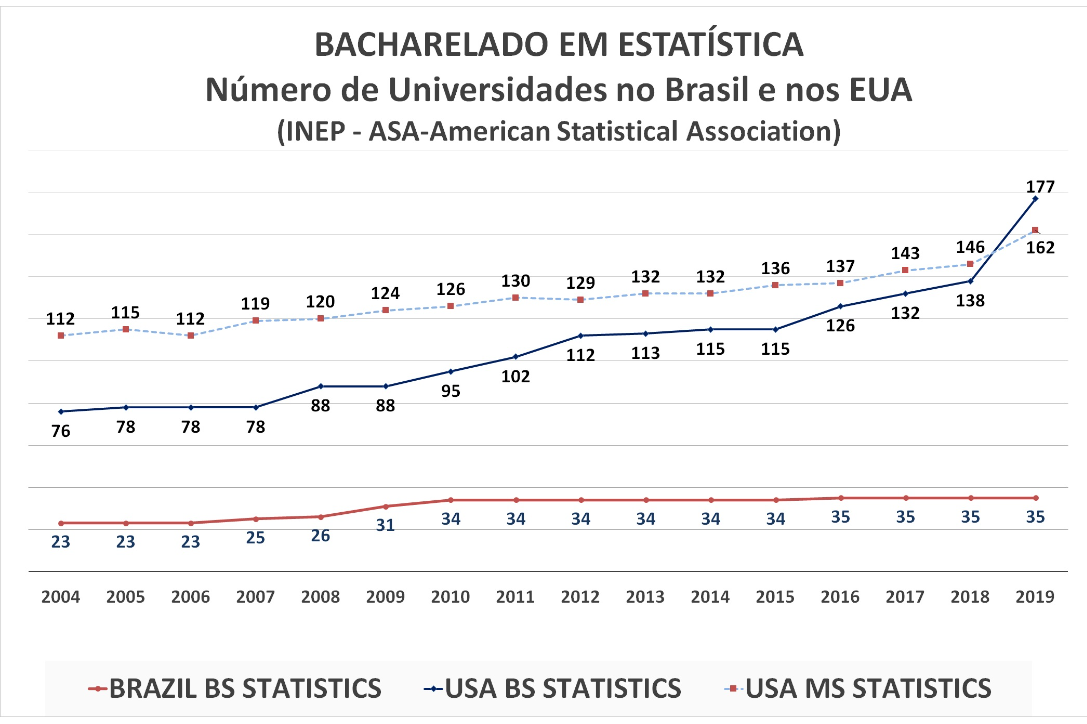 BACHARELADO EM ESTATÍSTICA
Número de Universidades no Brasil e nos EUA
(INEP - ASA-American Statistical Association)
112 115 112 119 120 124 126 130 129 132 132 136 137 143 146 162
76 78 78 78 88 88 95 102 112 113 115 115 126 132 138 177
23 23 23 25 26 31 34 34 34 34 34 34 35 35 35 35
2004 2005 2006 2007 2008 2009 2010 2011 2012 2013 2014 2015 2016 2017 2018 2019
BRAZIL BS STATISTICS USA BS STATISTICS USA MS STATISTICS